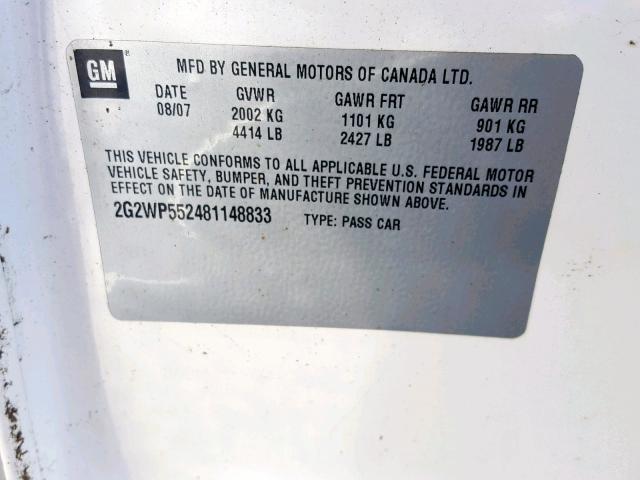 GM ®
MFD BY GENERAL MOTORS OF CANADA LTD.
DATE GVWR GAWR FRT GAWR RR
08/07 2002 KG 1101 KG 901 KG
4414 LB 2427 LB 1987 LB
THIS VEHICLE CONFORMS TO ALL APPLICABLE U.S. FEDERAL MOTOR
VEHICLE SAFETY, BUMPER, AND THEFT PREVENTION STANDARDS IN
EFFECT ON THE DATE OF MANUFACTURE SHOWN ABOVE.
2G2WP552481148833 TYPE: PASS CAR